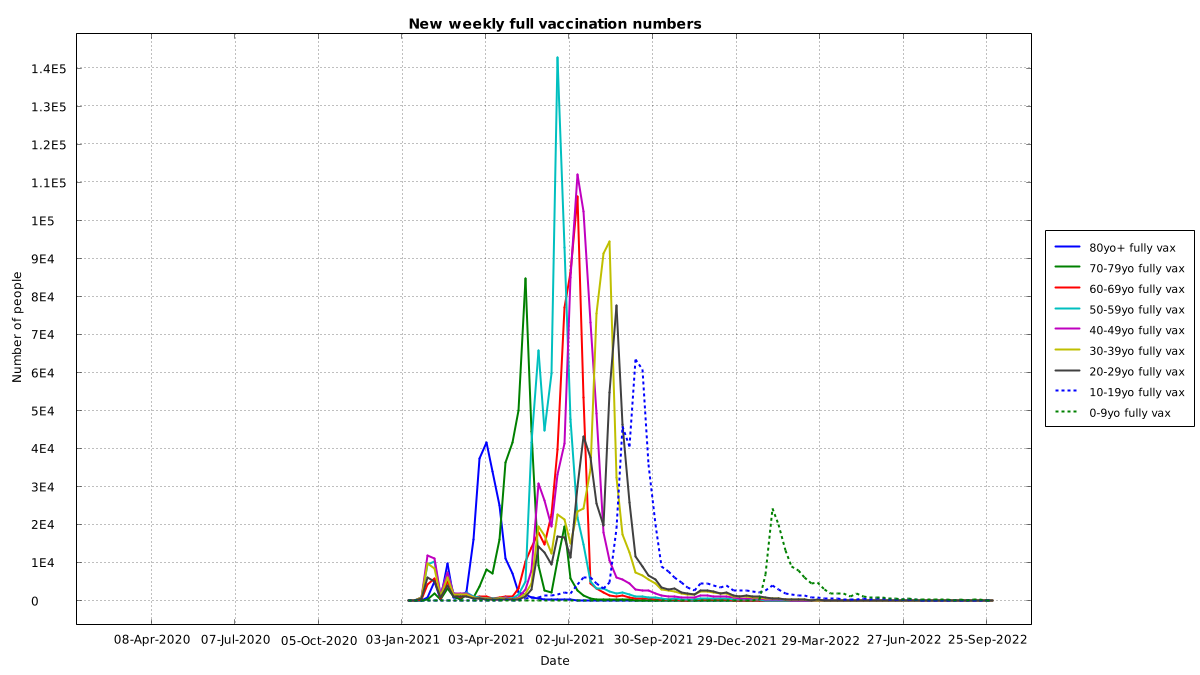 New weekly full vaccination numbers
1.4E5
1.3E5
1.2E5
1.1E5
1E5
9E4
8E4
7E4
6E4
5E4
4E4
3E4
2E4
1E4
0
Number of people
08-Apr-2020 07-Jul-2020 05-Oct-2020 03-Jan-2021 03-Apr-2021 02-Jul-2021 30-Sep-2021 29-Dec-2021 29-Mar-2022 27-Jun-2022 25-Sep-2022
Date
80yo+ fully vax
70-79yo fully vax
60-69yo fully vax
50-59yo fully vax
40-49yo fully vax
30-39yo fully vax
20-29yo fully vax
10-19yo fully vax
0-9yo fully vax